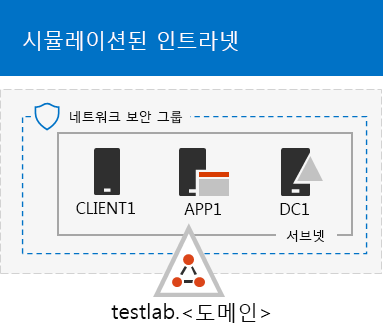 시뮬레이션된 인트라넷
네트워크 보안 그룹
CLIENT1
APP1
DC1
서브넷
testlab.<도메인>